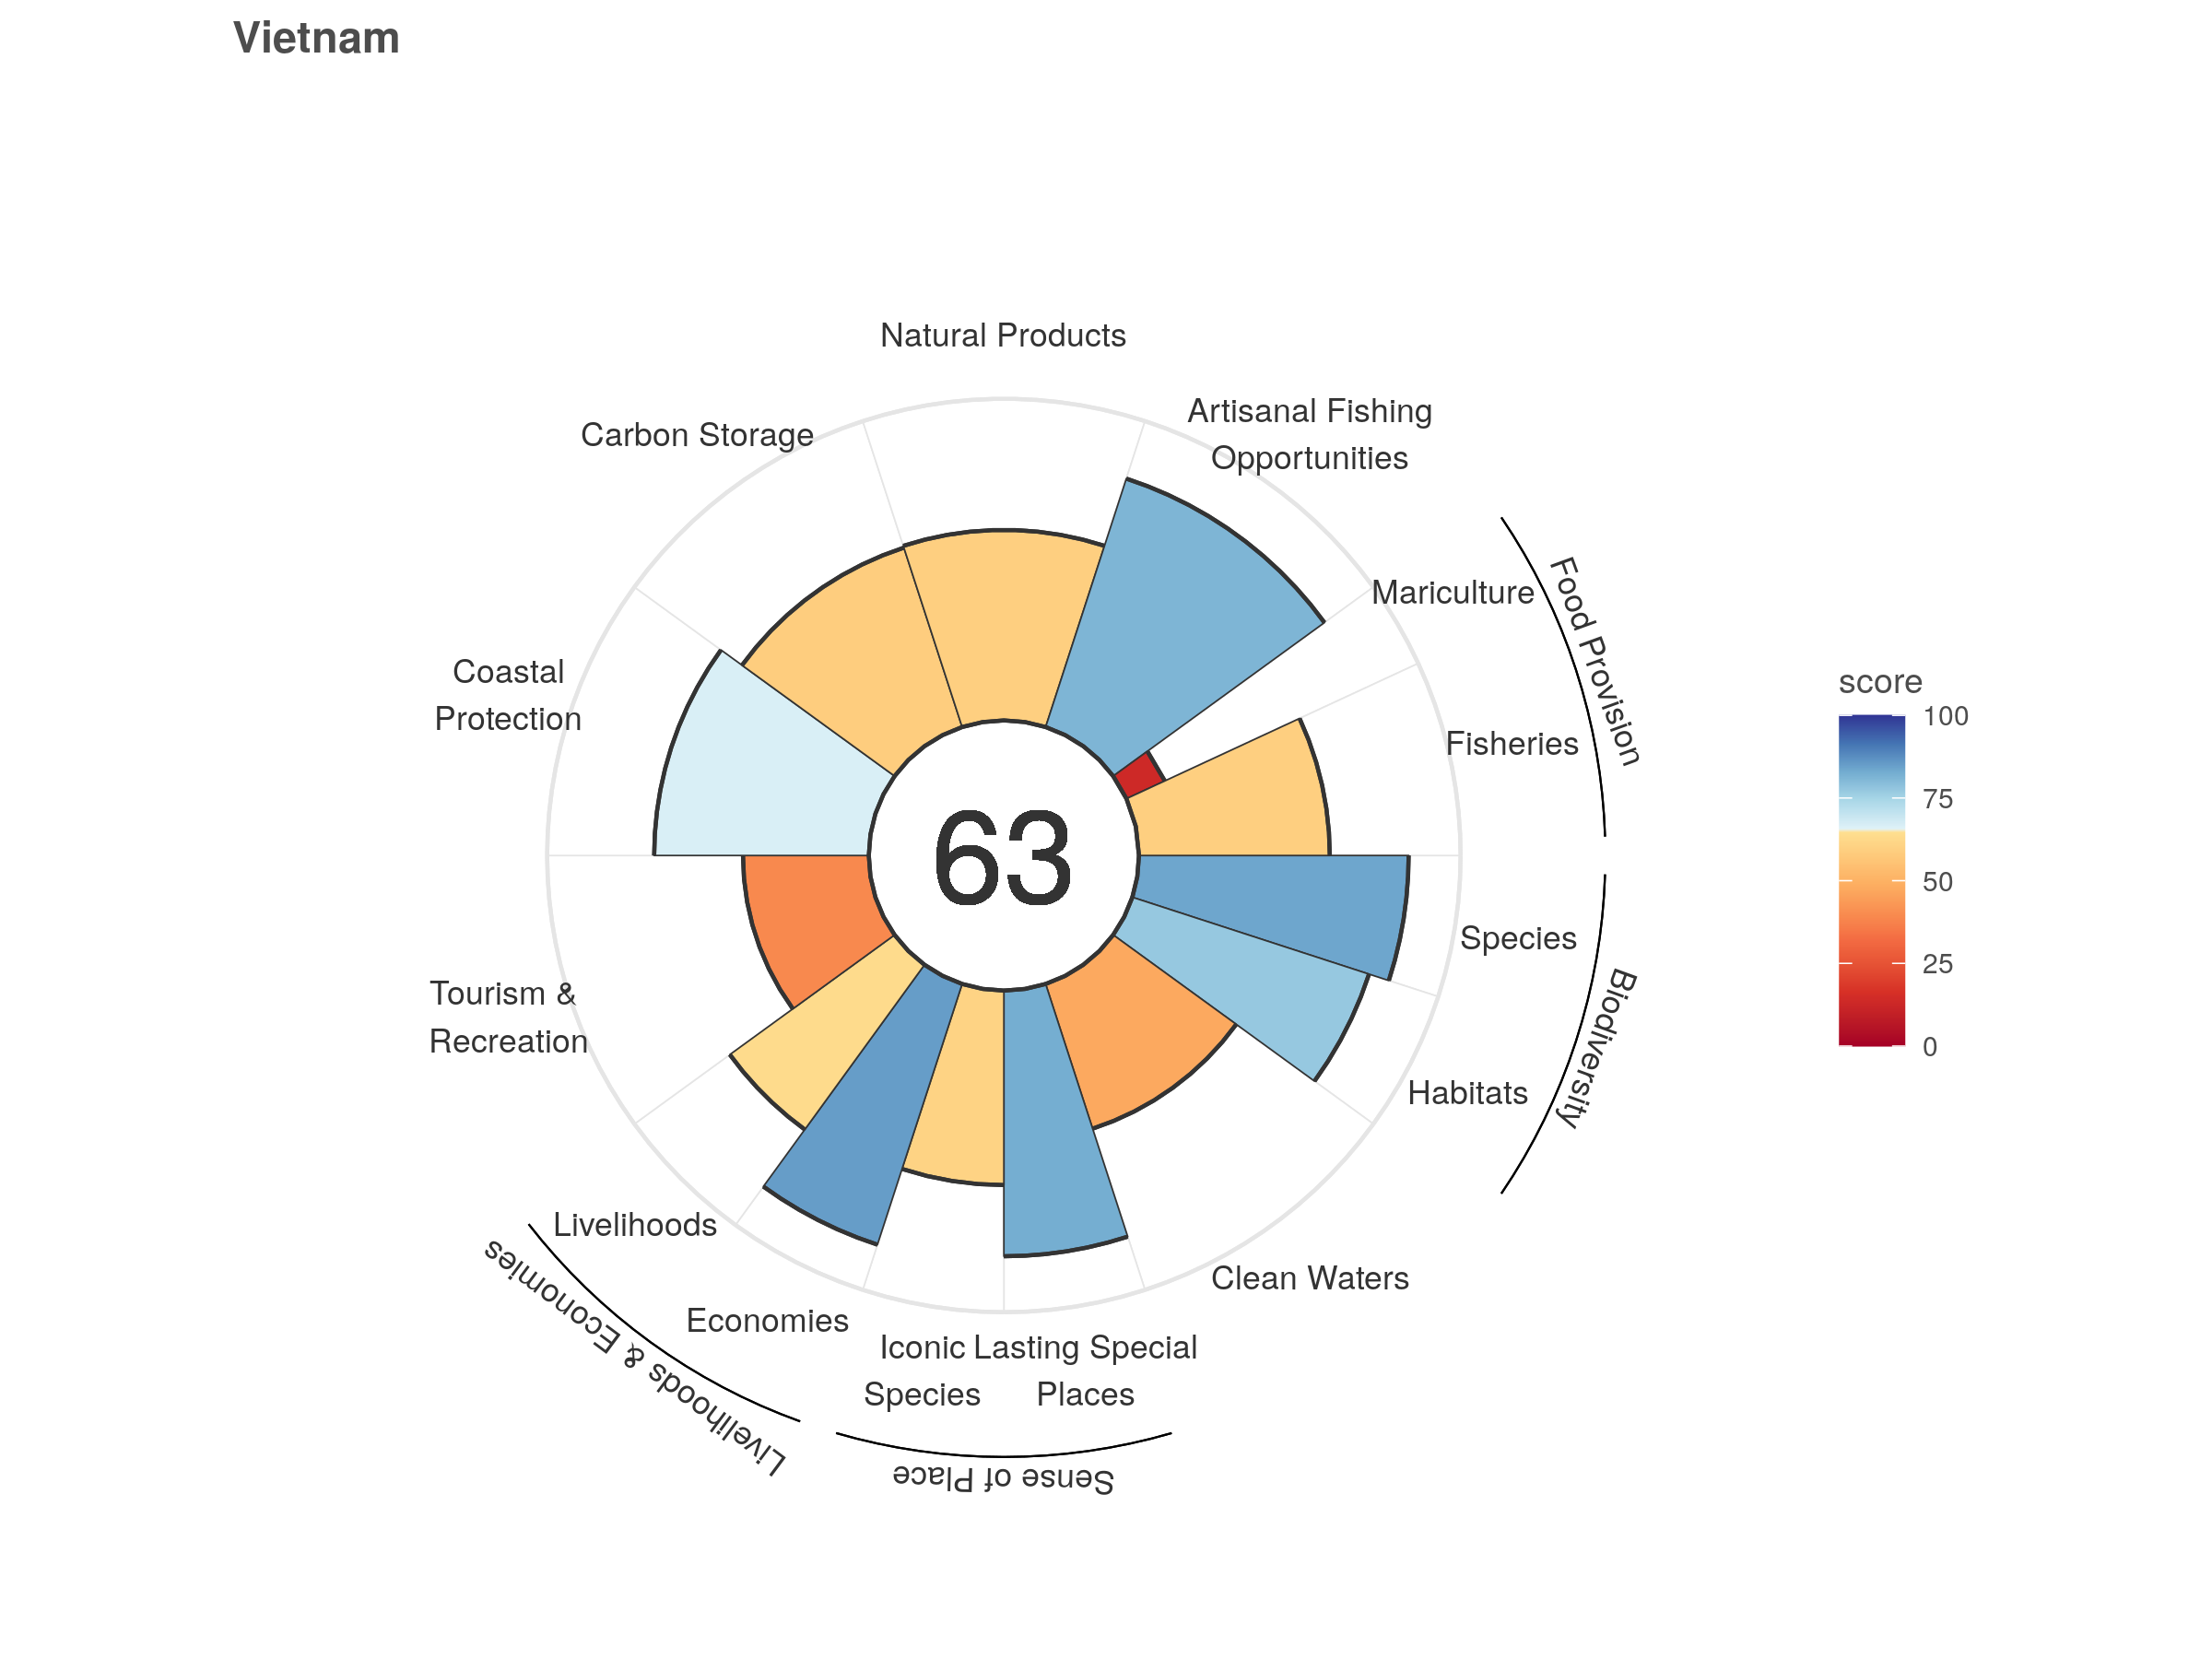 Vietnam
Natural Products
Artisanal Fishing
Opportunities
Carbon Storage
Mariculture
Food Provision
Coastal
Protection
Fisheries
score
100
75
50
25
0
63
Species
Biodiversity
Tourism &
Recreation
Habitats
Livelihoods
Livelihoods & Economies
Clean Waters
Economies
Iconic
Species
Lasting Special
Places
Sense of Place